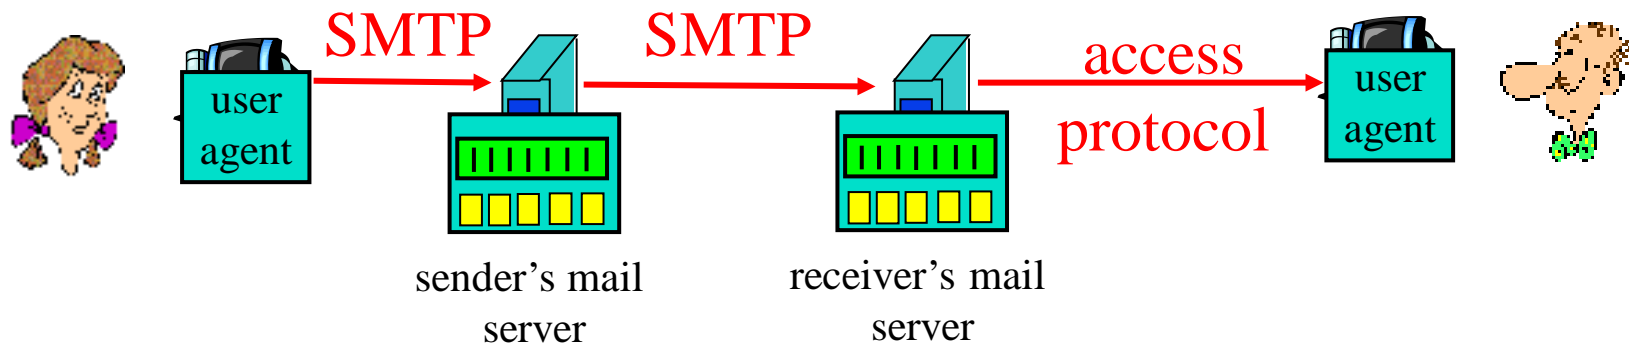 SMTP
SMTP
access
protocol
user
agent
user
agent
sender’s mail
server
receiver’s mail
server